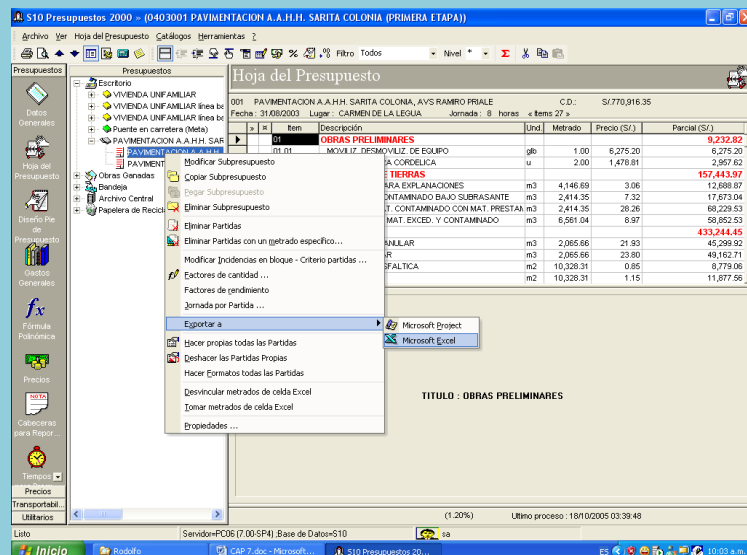 S10 Presupuestos 2000 » (0403001 PAVIMENTACION A.A.H.H. SARITA COLONIA (PRIMERA ETAPA))
Archivo Ver Hoja del Presupuesto Catálogos Herramientas ?
Filtro Todos Nivel * Σ
Presupuestos
Datos Generales
Hoja del Presupuesto
Diseño Pie de Presupuesto
Gastos Generales
fx
Fórmula Polinómica
Precios
NOTA
Cabeceras para Repor...
Tiempos
Precios
Transportabil...
Utilitarios
Presupuestos
Escritorio
VIVIENDA UNIFAMILIAR
VIVIENDA UNIFAMILIAR línea ba
VIVIENDA UNIFAMILIAR línea ba
Puente en carretera (Meta)
PAVIMENTACION A.A.H.H. SAR
PAVIMENTACION A.A.H.H.
PAVIMENT
Obras Ganadas
Bandeja
Archivo Central
Papelera de Recicl
Hoja del Presupuesto
001 PAVIMENTACION A.A.H.H. SARITA COLONIA, AVS RAMIRO PRIALE C.D.: S/.770,916.35
Fecha : 31/08/2003 Lugar : CARMEN DE LA LEGUA Jornada : 8 horas « Items 27 »
» ¤ Item Descripción Und. Metrado Precio (S/.) Parcial (S/.)
01 OBRAS PRELIMINARES 9,232.82
01.01 MOVILIZ. DESMOVILIZ. DE EQUIPO glb 1.00 6,275.20 6,275.20
RA CORDELICA u 2.00 1,478.81 2,957.62
E TIERRAS 157,443.97
ARA EXPLANACIONES m3 4,146.69 3.06 12,688.87
ONTAMINADO BAJO SUBRASANTE m3 2,414.35 7.32 17,673.04
AT. CONTAMINADO CON MAT. PRESTAM m3 2,414.35 28.26 68,229.53
MAT. EXCED. Y CONTAMINADO m3 6,561.04 8.97 58,852.53
433,244.45
ANULAR m3 2,065.66 21.93 45,299.92
R m3 2,065.66 23.80 49,162.71
SFALTICA m2 10,328.31 0.85 8,779.06
m2 10,328.31 1.15 11,877.56
Modificar Subpresupuesto
Copiar Subpresupuesto
Pegar Subpresupuesto
Eliminar Subpresupuesto
Eliminar Partidas
Eliminar Partidas con un metrado específico...
Modificar Incidencias en bloque - Criterio partidas ...
Factores de cantidad ...
Factores de rendimiento
Jornada por Partida ...
Exportar a
Microsoft Project
Microsoft Excel
Hacer propias todas las Partidas
Deshacer las Partidas Propias
Hacer Formatos todas las Partidas
Desvincular metrados de celda Excel
Tomar metrados de celda Excel
Propiedades ...
TITULO : OBRAS PRELIMINARES
(1.20%) Ultimo proceso : 18/10/2005 03:39:48
Listo Servidor=PC06 (7.00-SP4) ;Base de Datos=S10 sa
Inicio Rodolfo CAP 7.doc - Microsoft... S10 Presupuestos 20... ES 10:03 a.m.